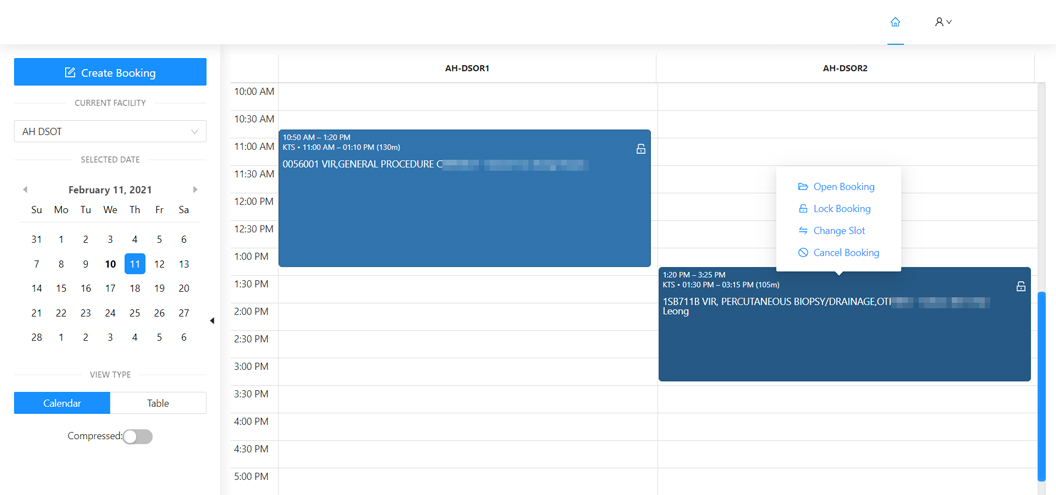 Create Booking
CURRENT FACILITY
AH DSOT
SELECTED DATE
February 11, 2021
Su Mo Tu We Th Fr Sa
31 1 2 3 4 5 6
7 8 9 10 11 12 13
14 15 16 17 18 19 20
21 22 23 24 25 26 27
28 1 2 3 4 5 6
VIEW TYPE
Calendar Table
Compressed:
AH-DSOR1 AH-DSOR2
10:00 AM
10:30 AM
11:00 AM
11:30 AM
12:00 PM
12:30 PM
1:00 PM
1:30 PM
2:00 PM
2:30 PM
3:00 PM
3:30 PM
4:00 PM
4:30 PM
5:00 PM
10:50 AM – 1:20 PM
KTS • 11:00 AM – 01:10 PM (130m)
0056001 VIR,GENERAL PROCEDURE C
Open Booking
Lock Booking
Change Slot
Cancel Booking
1:20 PM – 3:25 PM
KTS • 01:30 PM – 03:15 PM (105m)
1SB711B VIR, PERCUTANEOUS BIOPSY/DRAINAGE,OTI
Leong